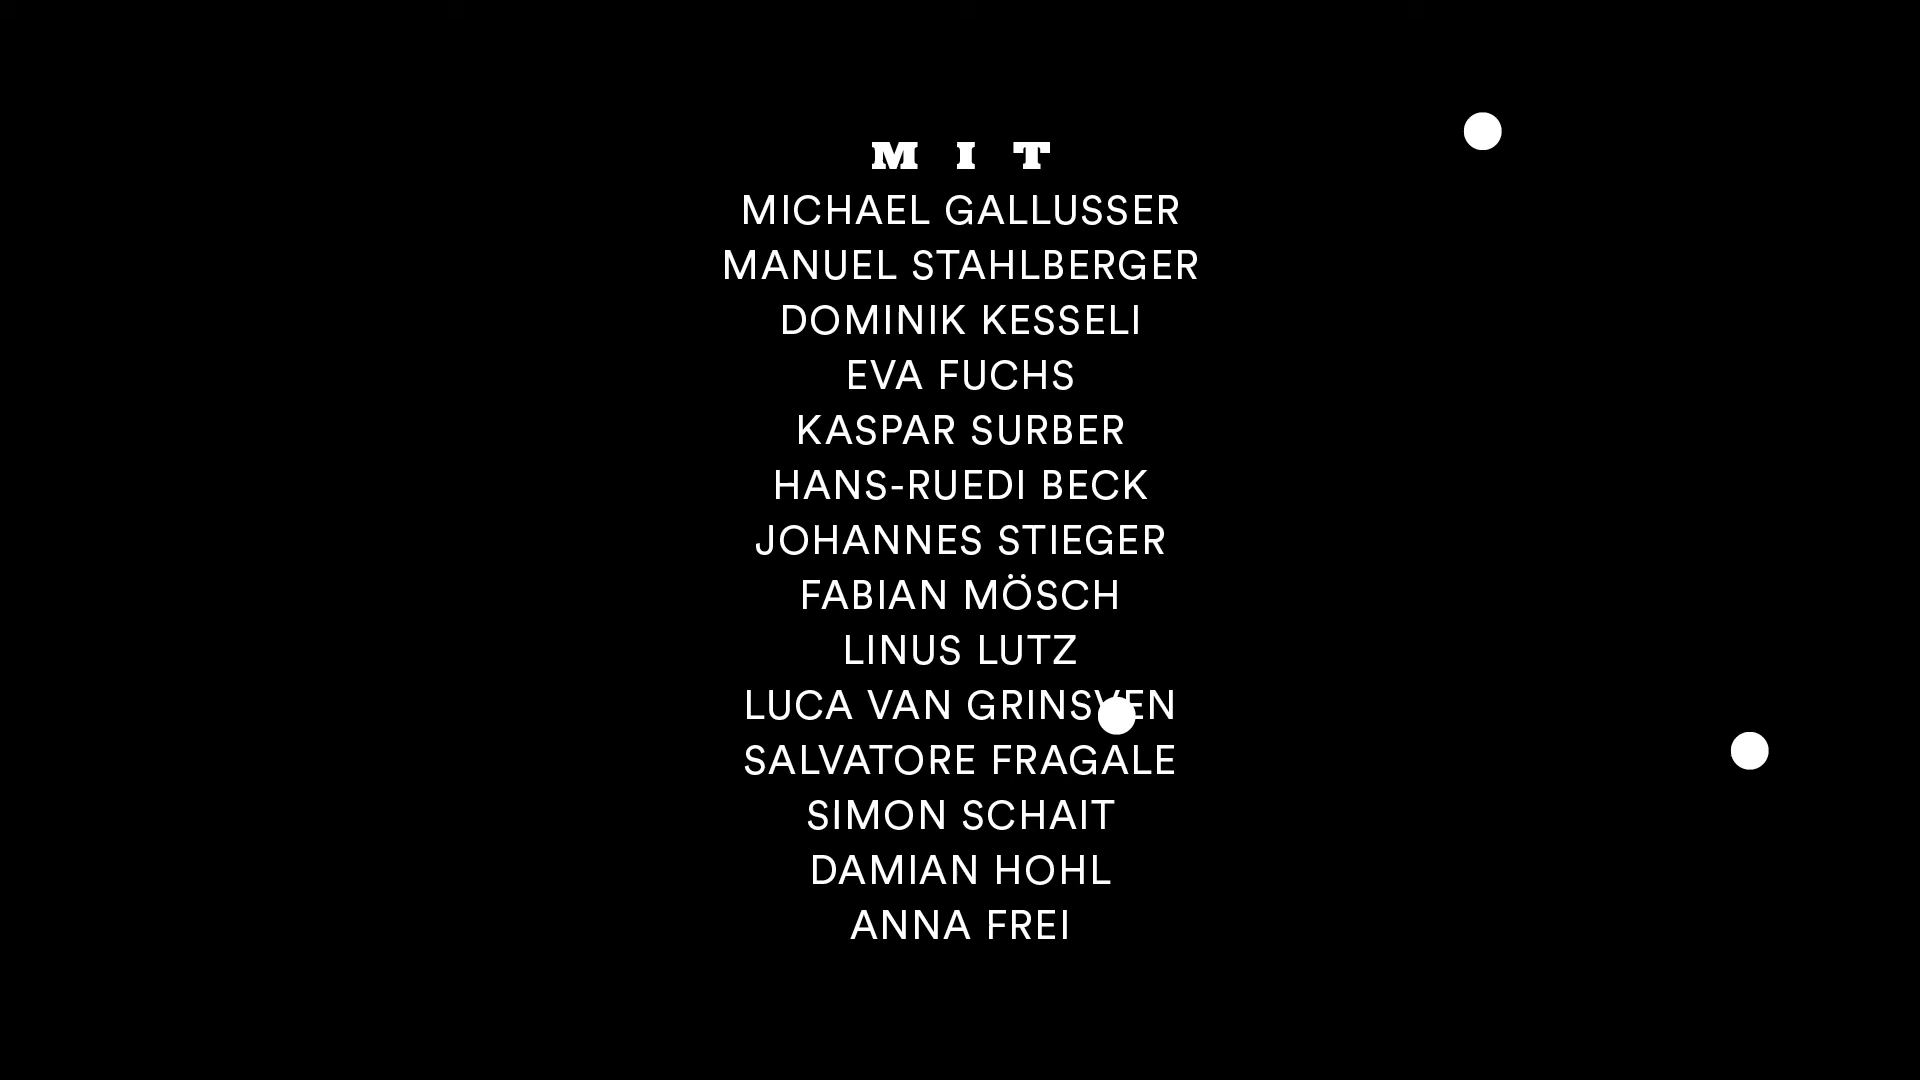 MIT
MICHAEL GALLUSSER
MANUEL STAHLBERGER
DOMINIK KESSELI
EVA FUCHS
KASPAR SURBER
HANS-RUEDI BECK
JOHANNES STIEGER
FABIAN MÖSCH
LINUS LUTZ
LUCA VAN GRINSVEN
SALVATORE FRAGALE
SIMON SCHAIT
DAMIAN HOHL
ANNA FREI